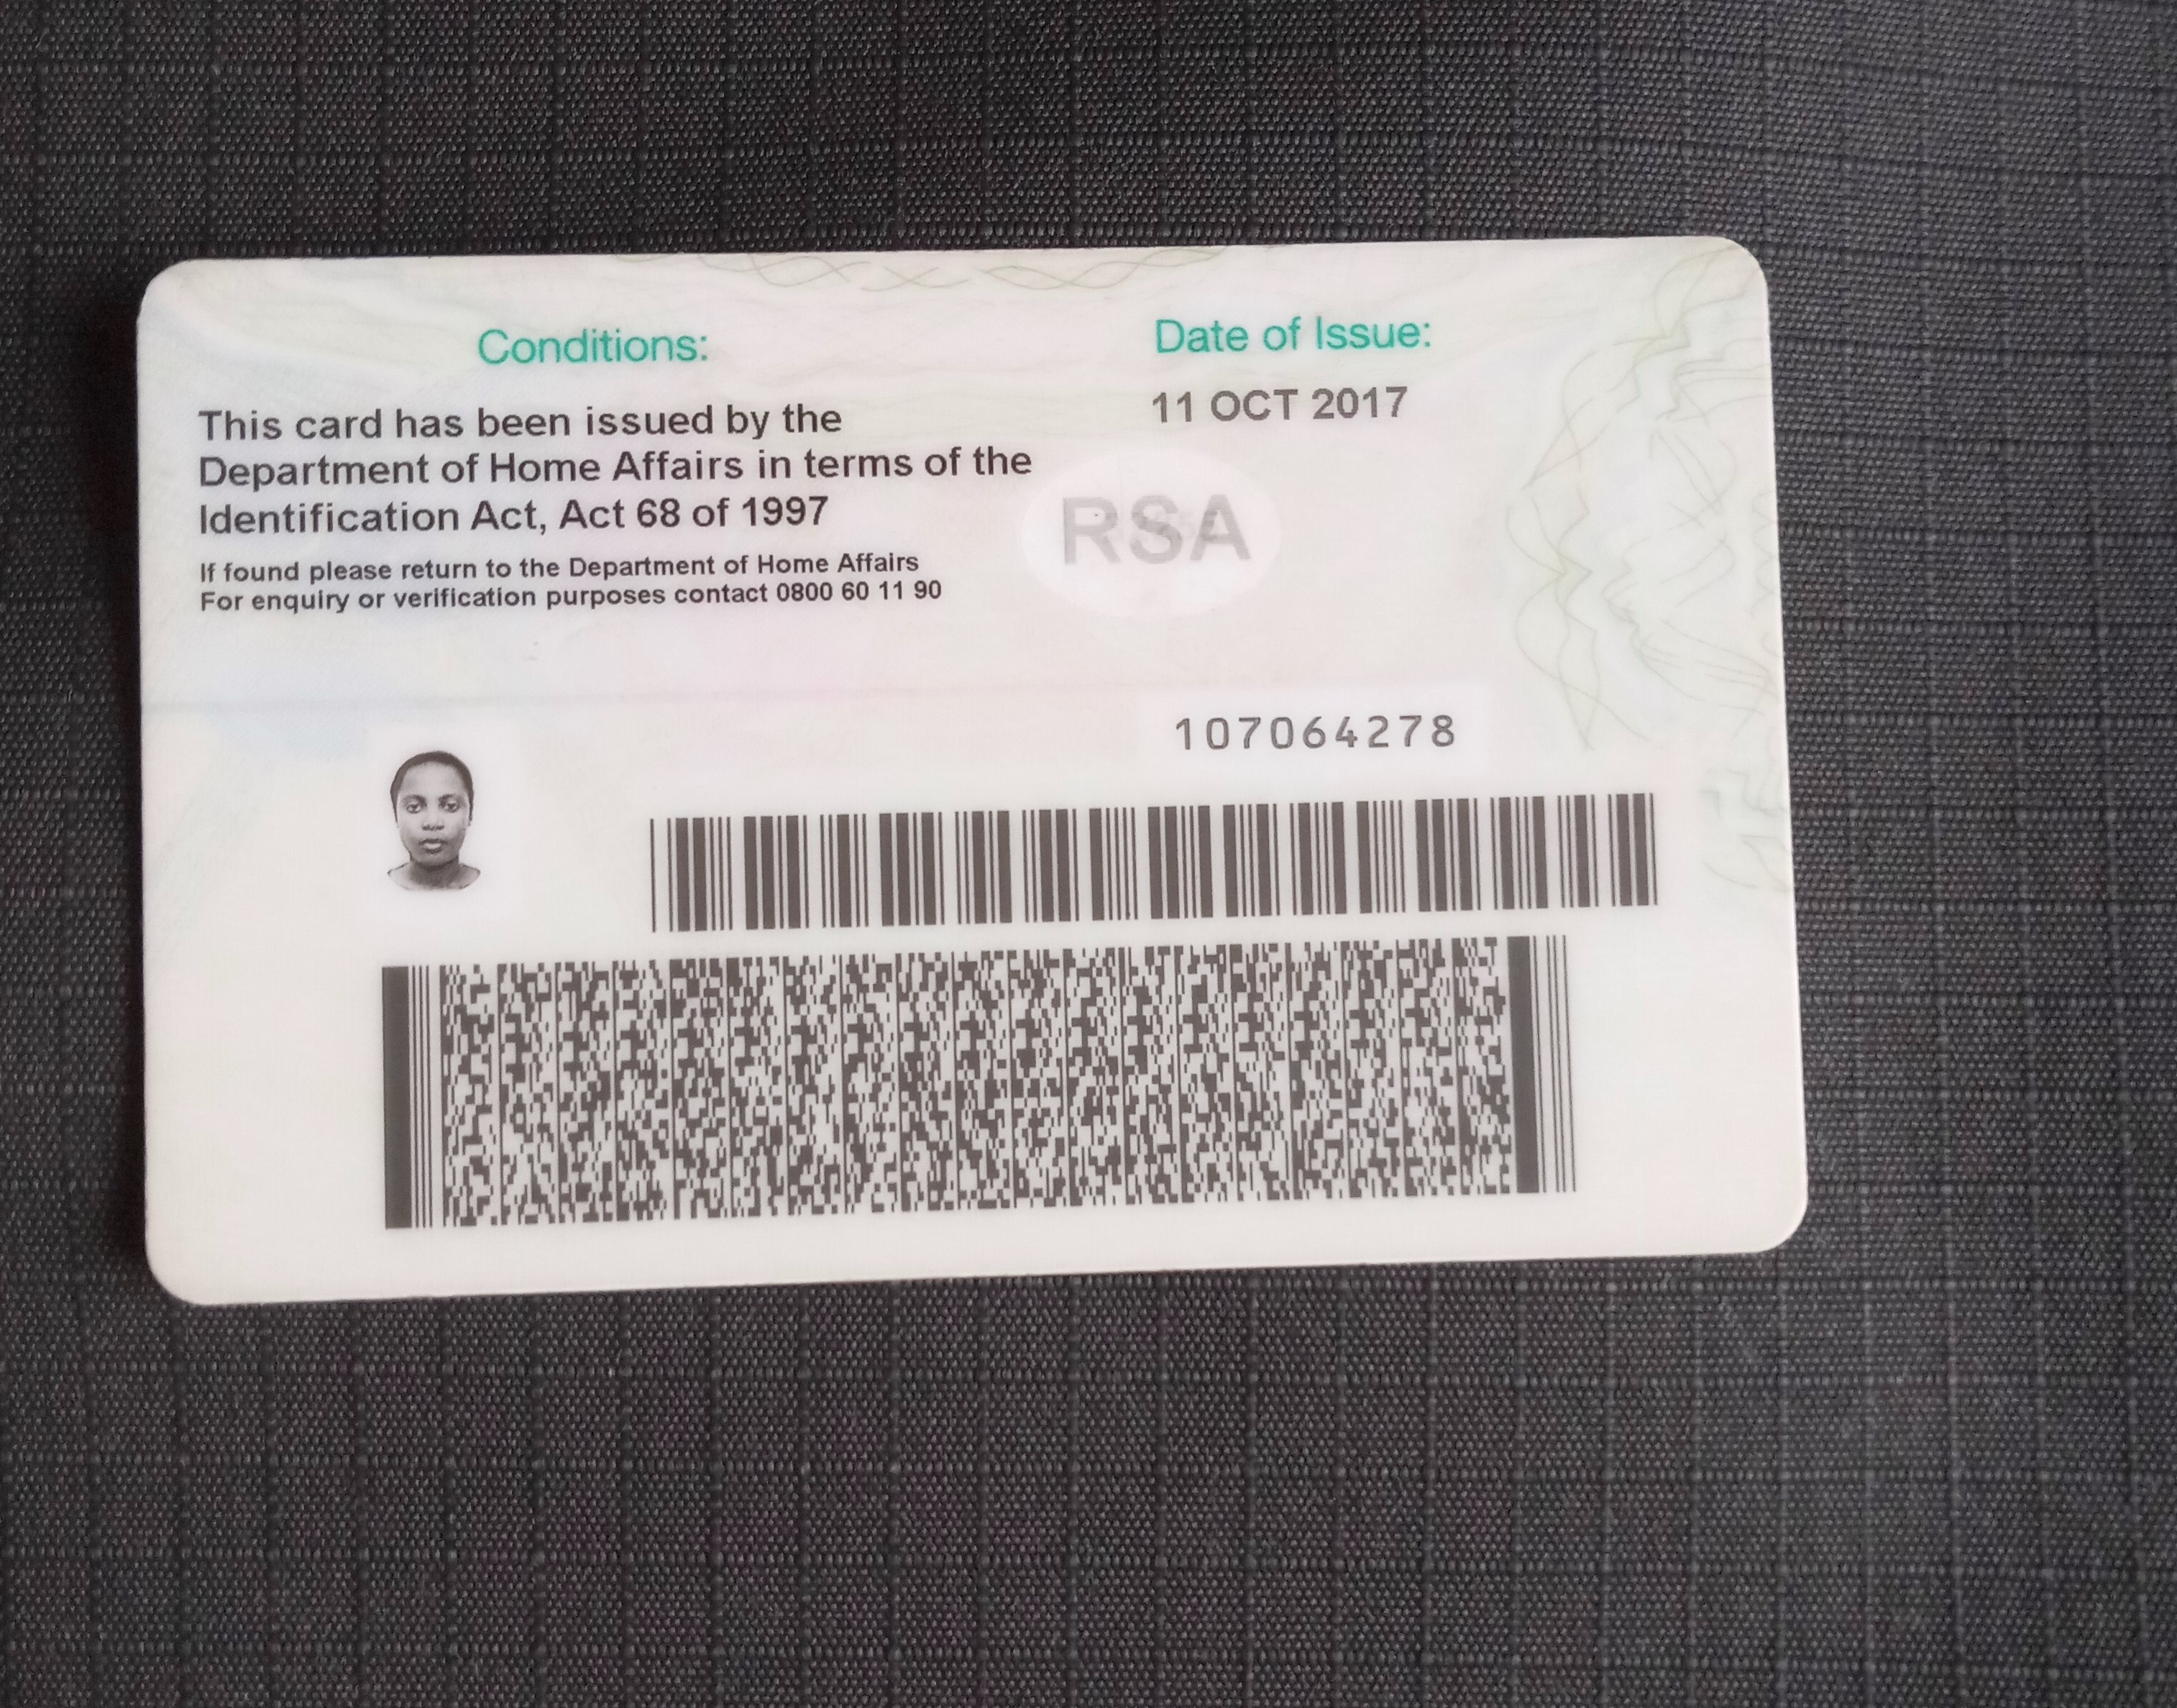 Conditions:
This card has been issued by the
Department of Home Affairs in terms of the
Identification Act, Act 68 of 1997
If found please return to the Department of Home Affairs
For enquiry or verification purposes contact 0800 60 11 90
Date of Issue:
11 OCT 2017
RSA
107064278